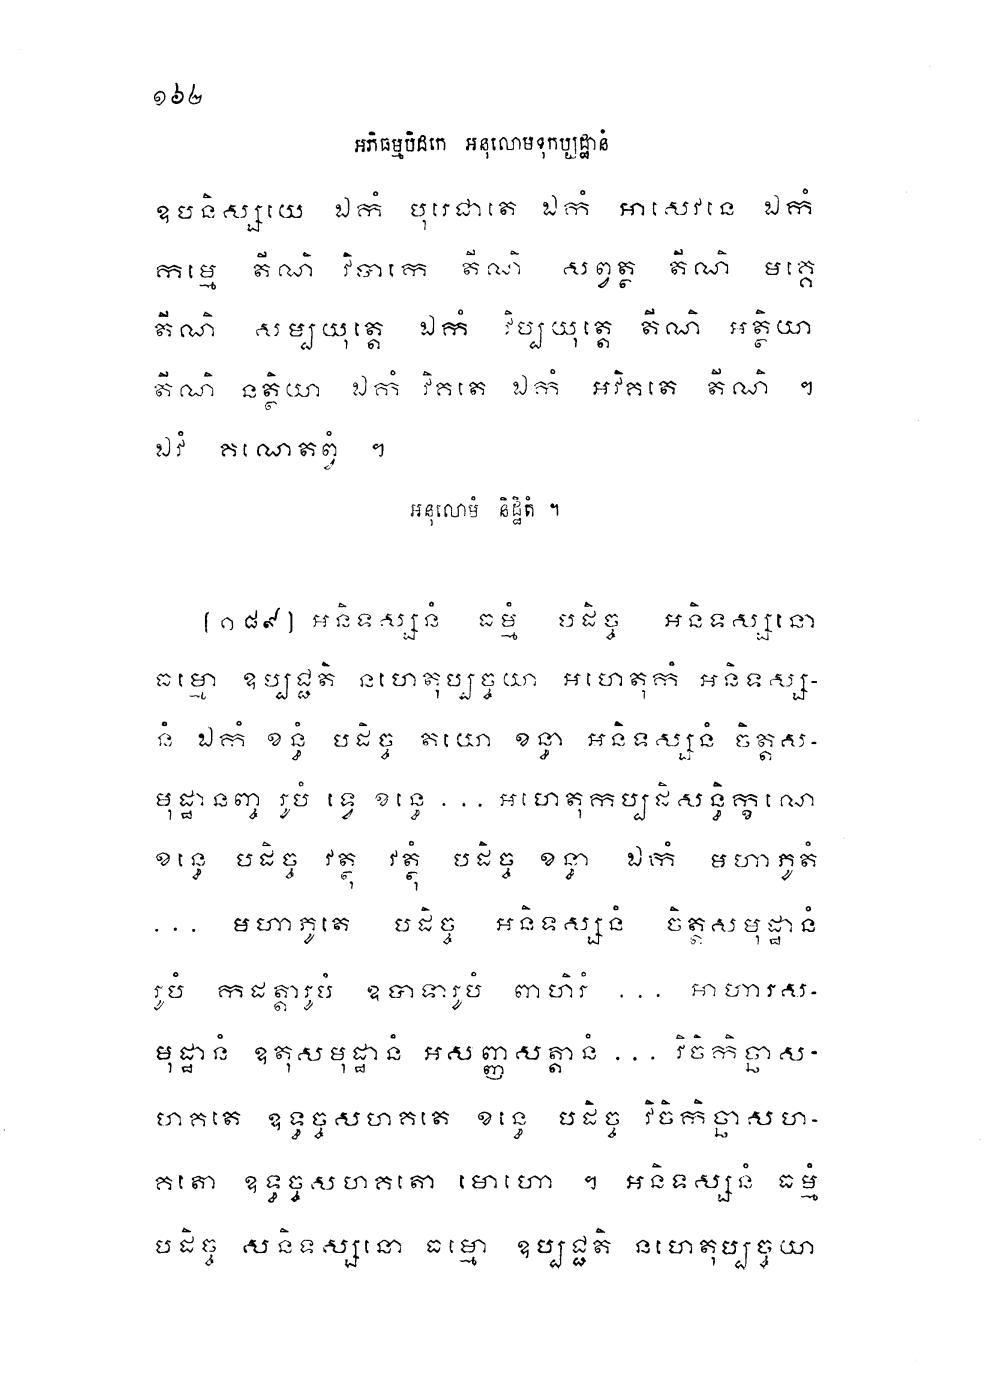 ១៦២
អភិធម្មបិដកេ អនុលោមទុកប្បដ្ឋានំ
ឧបនិស្សយេ ឯកំ បុរេជាតេ ឯកំ អាសេវនេ ឯកំ
កម្មេ តីណិ វិបាកេ តីណិ សព្វត្ថ តីណិ មគ្គេ
តីណិ សម្បយុត្តេ ឯកំ វិប្បយុត្តេ តីណិ អត្ថិយា
តីណិ នត្ថិយា ឯកំ វិគតេ ឯកំ អវិគតេ តីណិ ៗ
ឯវំ គណេតព្វំ ៗ
អនុលោមំ និដ្ឋិតំ ៗ
[១៨៩] អនិទស្សនំ ធម្មំ បដិច្ច អនិទស្សនោ
ធម្មោ ឧប្បជ្ជតិ នហេតុប្បច្ចយា អហេតុកំ អនិទស្ស-
នំ ឯកំ ខន្ធំ បដិច្ច តយោ ខន្ធា អនិទស្សនំ ចិត្តស-
មុដ្ឋានញ្ច រូបំ ទ្វេ ខន្ធេ ... អហេតុកប្បដិសន្ធិក្ខណេ
ខន្ធេ បដិច្ច វត្ថុ វត្ថុំ បដិច្ច ខន្ធា ឯកំ មហាភូតំ
... មហាភូតេ បដិច្ច អនិទស្សនំ ចិត្តសមុដ្ឋានំ
រូបំ កដត្តារូបំ ឧបាទារូបំ ពាហិរំ ... អាហារស-
មុដ្ឋានំ ឧតុសមុដ្ឋានំ អសញ្ញសត្តានំ ... វិចិកិច្ឆាស-
ហគតេ ឧទ្ធច្ចសហគតេ ខន្ធេ បដិច្ច វិចិកិច្ឆាសហ-
គតោ ឧទ្ធច្ចសហគតោ មោហោ ៗ អនិទស្សនំ ធម្មំ
បដិច្ច សនិទស្សនោ ធម្មោ ឧប្បជ្ជតិ នហេតុប្បច្ចយា